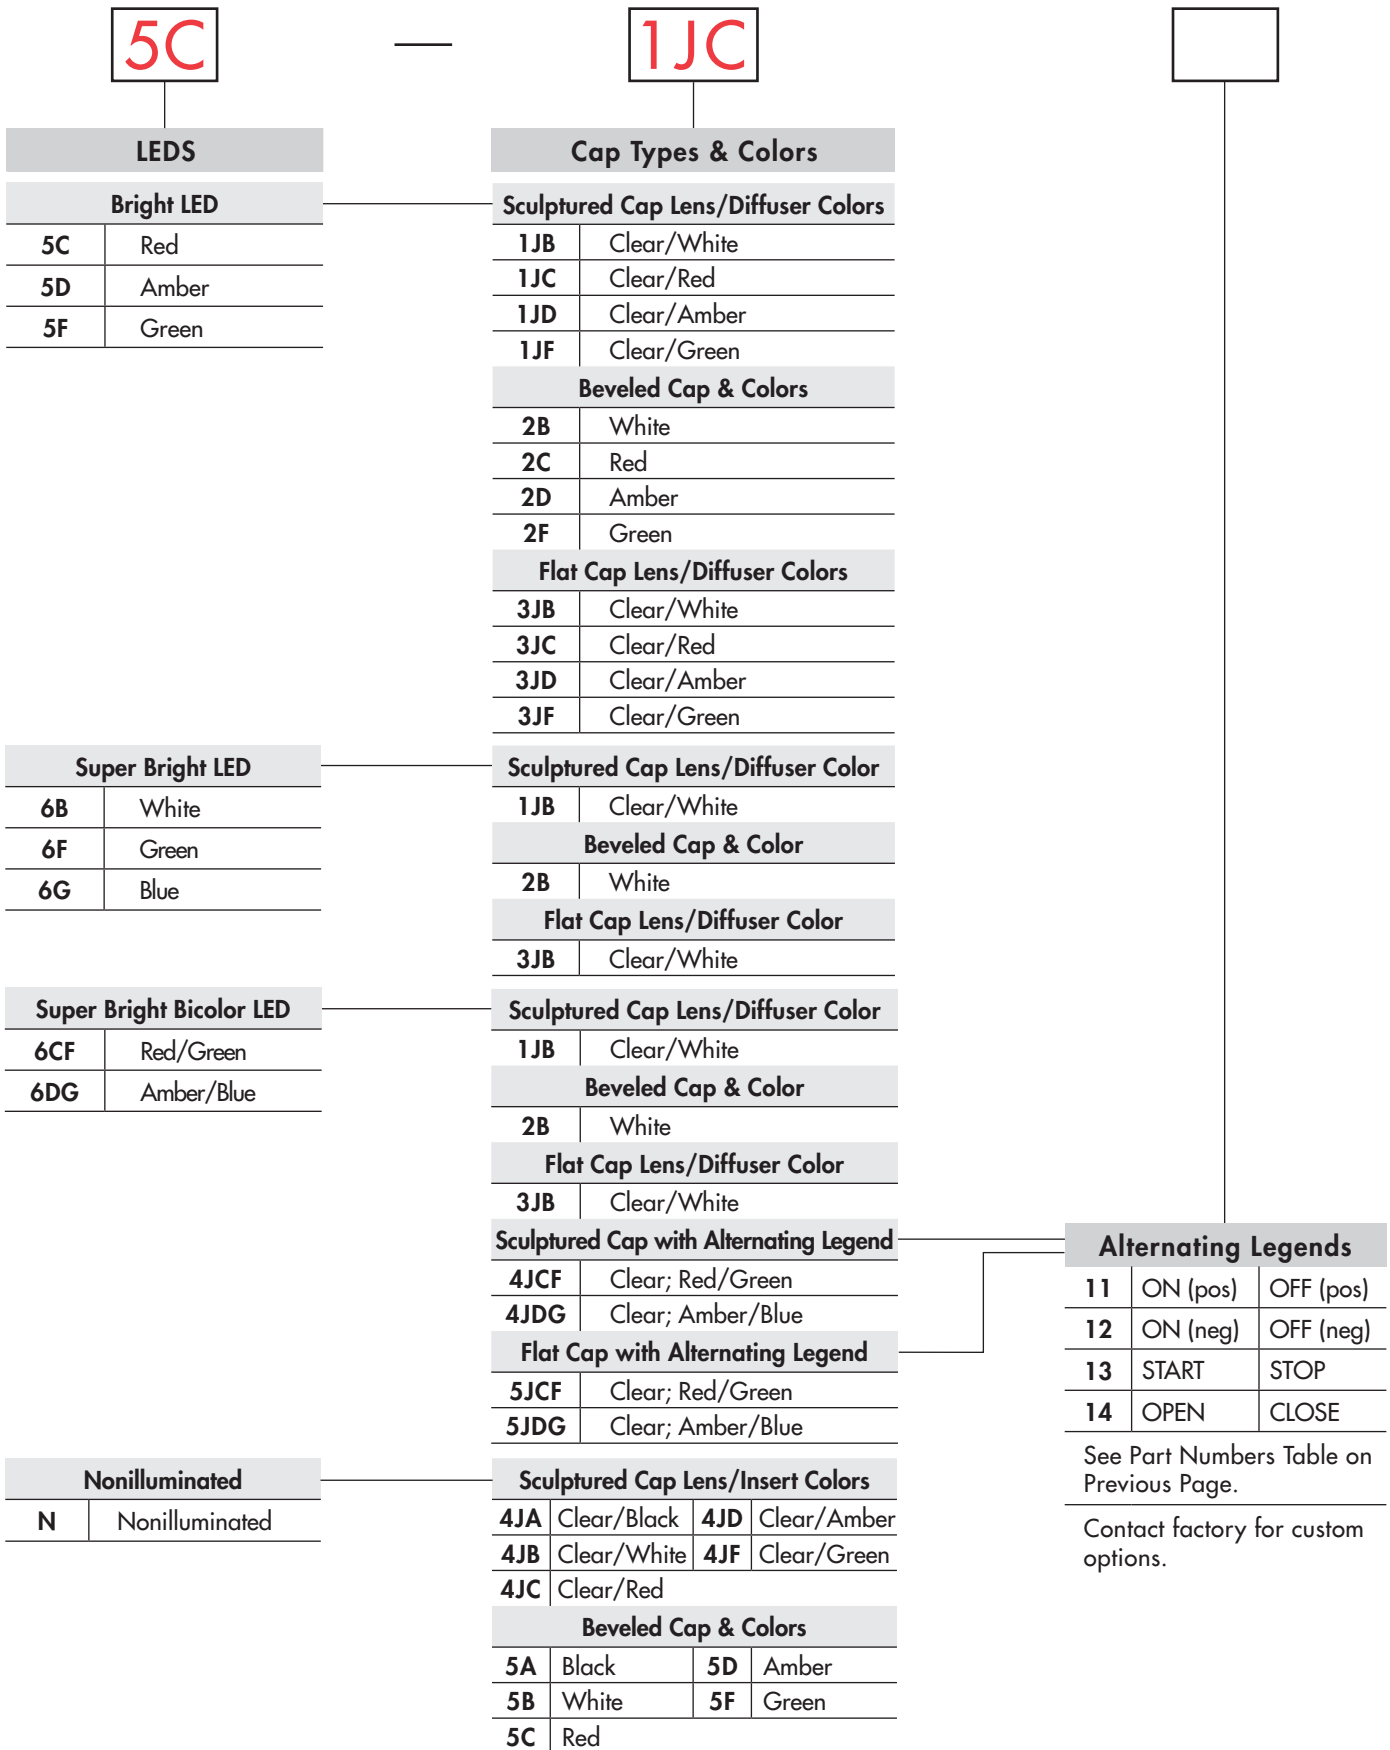 5C — 1JC
LEDS
Bright LED
5C Red
5D Amber
5F Green
Super Bright LED
6B White
6F Green
6G Blue
Super Bright Bicolor LED
6CF Red/Green
6DG Amber/Blue
Nonilluminated
N Nonilluminated
Cap Types & Colors
Sculptured Cap Lens/Diffuser Colors
1JB Clear/White
1JC Clear/Red
1JD Clear/Amber
1JF Clear/Green
Beveled Cap & Colors
2B White
2C Red
2D Amber
2F Green
Flat Cap Lens/Diffuser Colors
3JB Clear/White
3JC Clear/Red
3JD Clear/Amber
3JF Clear/Green
Sculptured Cap Lens/Diffuser Color
1JB Clear/White
Beveled Cap & Color
2B White
Flat Cap Lens/Diffuser Color
3JB Clear/White
Sculptured Cap Lens/Diffuser Color
1JB Clear/White
Beveled Cap & Color
2B White
Flat Cap Lens/Diffuser Color
3JB Clear/White
Sculptured Cap with Alternating Legend
4JCF Clear; Red/Green
4JDG Clear; Amber/Blue
Flat Cap with Alternating Legend
5JCF Clear; Red/Green
5JDG Clear; Amber/Blue
Sculptured Cap Lens/Insert Colors
4JA Clear/Black 4JD Clear/Amber
4JB Clear/White 4JF Clear/Green
4JC Clear/Red
Beveled Cap & Colors
5A Black 5D Amber
5B White 5F Green
5C Red
Alternating Legends
11 ON (pos) OFF (pos)
12 ON (neg) OFF (neg)
13 START STOP
14 OPEN CLOSE
See Part Numbers Table on
Previous Page.
Contact factory for custom
options.